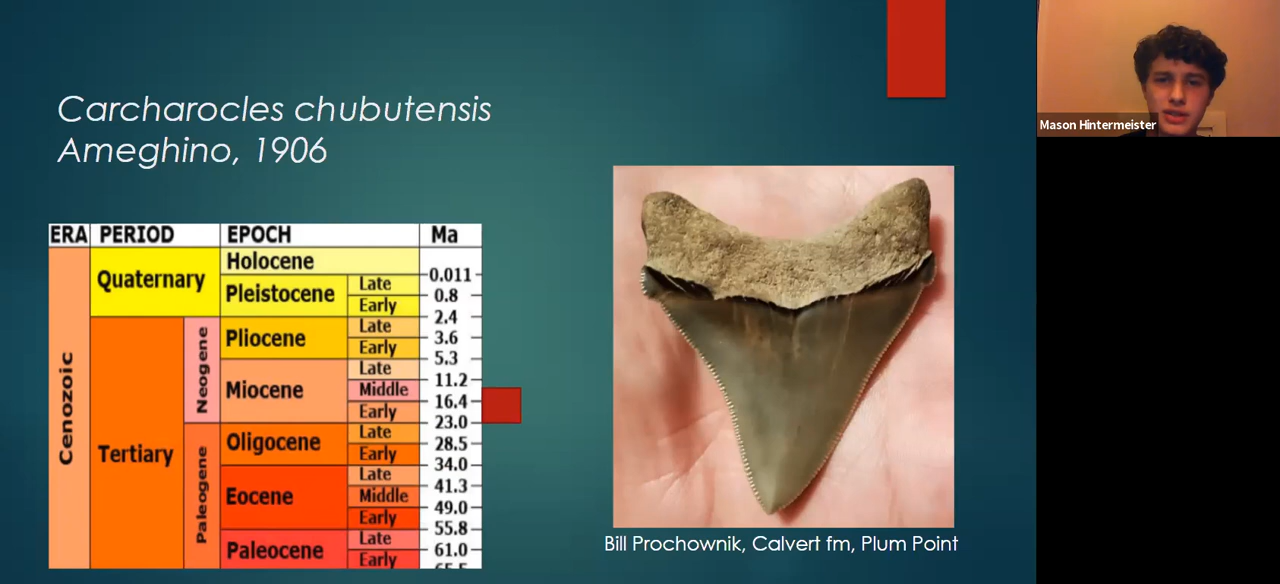 Carcharocles chubutensis
Ameghino, 1906
Mason Hintermeister
ERA PERIOD EPOCH Ma
Cenozoic
Quaternary
Tertiary
Neogene
Paleogene
Holocene
Pleistocene
Late
Early
Pliocene
Late
Early
Miocene
Late
Middle
Early
Oligocene
Late
Early
Eocene
Late
Middle
Early
Paleocene
Late
Early
0.011
0.8
2.4
3.6
5.3
11.2
16.4
23.0
28.5
34.0
41.3
49.0
55.8
61.0
Bill Prochownik, Calvert fm, Plum Point